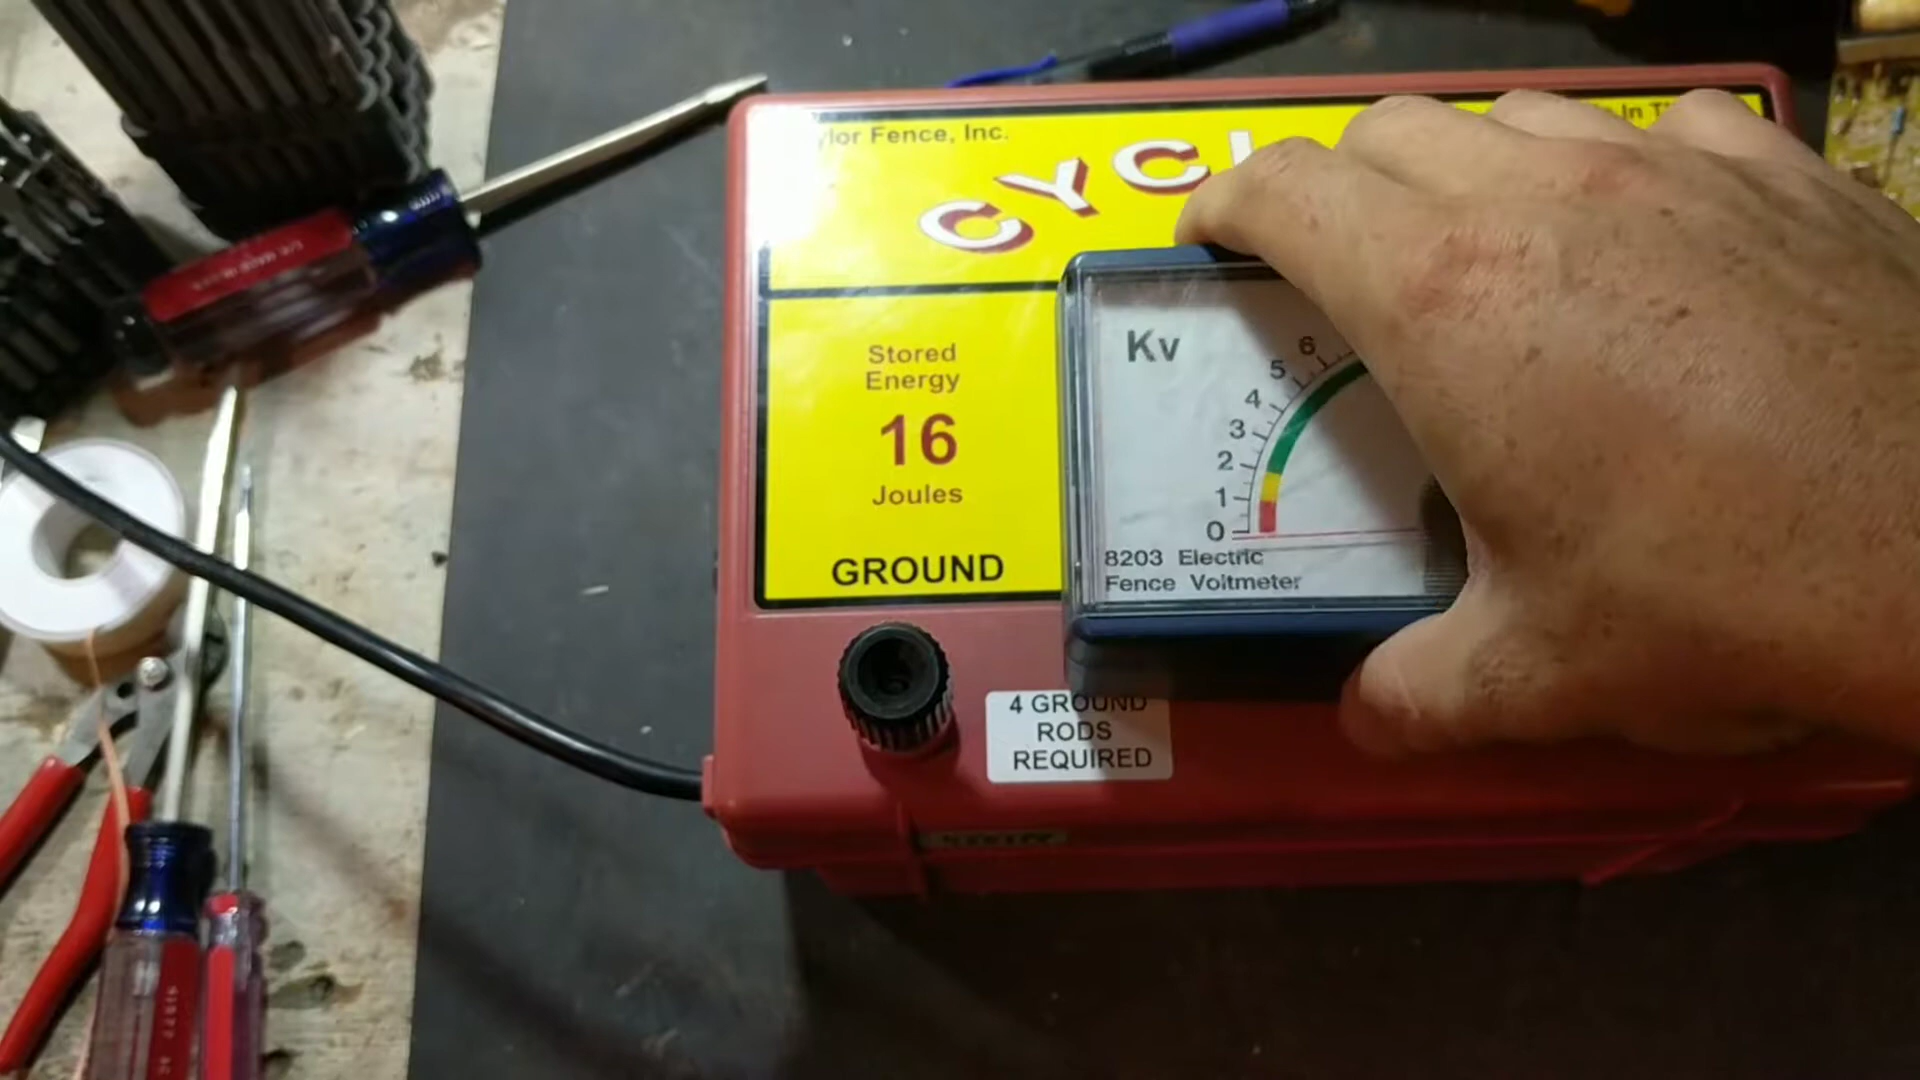 ylor Fence, Inc.
In T
CYCL
Stored
Energy
16
Joules
GROUND
Kv
6
5
4
3
2
1
0
8203 Electric
Fence Voltmeter
4 GROUND
RODS
REQUIRED